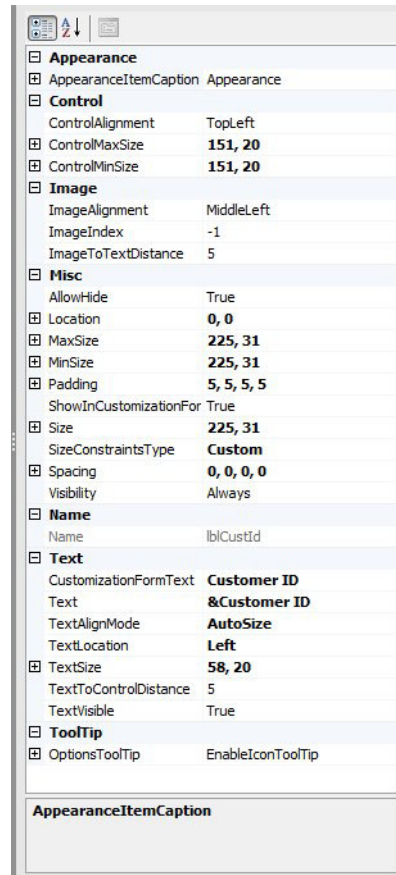 Appearance
AppearanceItemCaption Appearance
Control
ControlAlignment TopLeft
ControlMaxSize 151, 20
ControlMinSize 151, 20
Image
ImageAlignment MiddleLeft
ImageIndex -1
ImageToTextDistance 5
Misc
AllowHide True
Location 0, 0
MaxSize 225, 31
MinSize 225, 31
Padding 5, 5, 5, 5
ShowInCustomizationFor True
Size 225, 31
SizeConstraintsType Custom
Spacing 0, 0, 0, 0
Visibility Always
Name
Name lblCustId
Text
CustomizationFormText Customer ID
Text &Customer ID
TextAlignMode AutoSize
TextLocation Left
TextSize 58, 20
TextToControlDistance 5
TextVisible True
ToolTip
OptionsToolTip EnableIconToolTip
AppearanceItemCaption